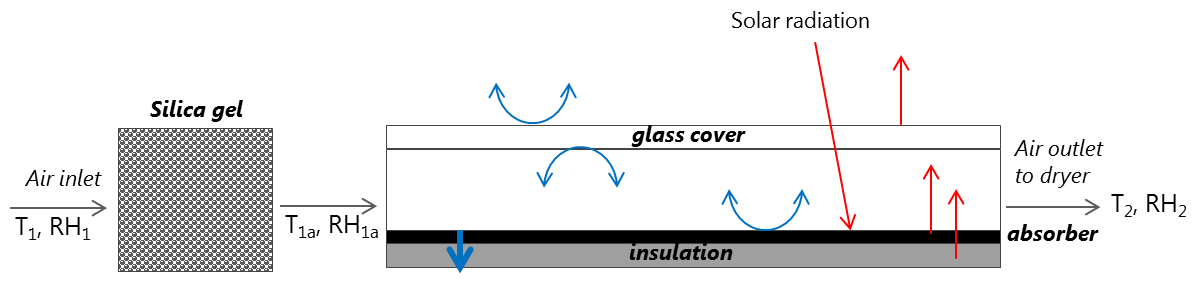 Solar radiation
Silica gel
glass cover
Air inlet
T1, RH1
T1a, RH1a
Air outlet
to dryer
T2, RH2
absorber
insulation